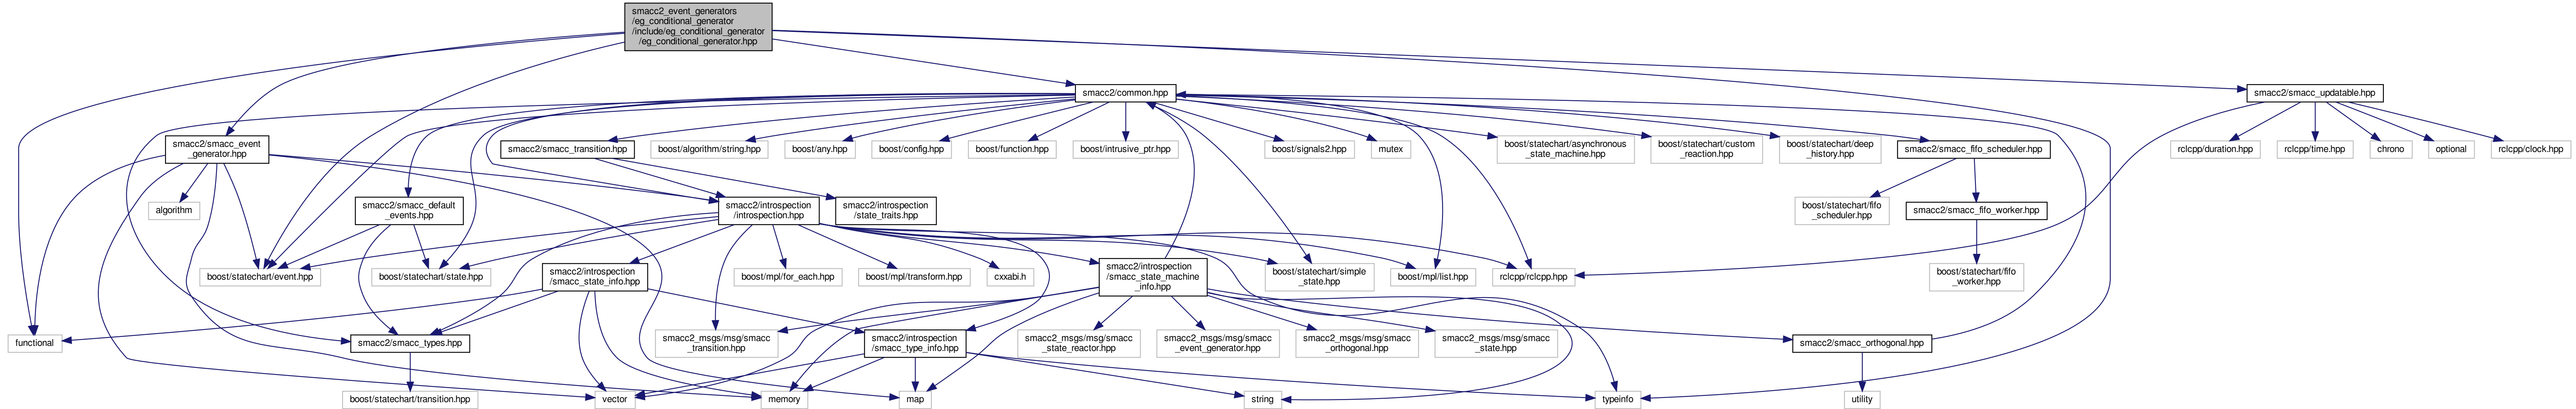 smacc2_event_generators
/eg_conditional_generator
/include/eg_conditional_generator
/eg_conditional_generator.hpp
smacc2/common.hpp
smacc2/smacc_updatable.hpp
smacc2/smacc_event
_generator.hpp
smacc2/smacc_transition.hpp
boost/algorithm/string.hpp
boost/any.hpp
boost/config.hpp
boost/function.hpp
boost/intrusive_ptr.hpp
boost/signals2.hpp
mutex
boost/statechart/asynchronous
_state_machine.hpp
boost/statechart/custom
_reaction.hpp
boost/statechart/deep
_history.hpp
smacc2/smacc_fifo_scheduler.hpp
rclcpp/duration.hpp
rclcpp/time.hpp
chrono
optional
rclcpp/clock.hpp
algorithm
smacc2/smacc_default
_events.hpp
smacc2/introspection
/introspection.hpp
smacc2/introspection
/state_traits.hpp
boost/statechart/fifo
_scheduler.hpp
smacc2/smacc_fifo_worker.hpp
boost/statechart/event.hpp
boost/statechart/state.hpp
smacc2/introspection
/smacc_state_info.hpp
boost/mpl/for_each.hpp
boost/mpl/transform.hpp
cxxabi.h
smacc2/introspection
/smacc_state_machine
_info.hpp
boost/statechart/simple
_state.hpp
boost/mpl/list.hpp
rclcpp/rclcpp.hpp
boost/statechart/fifo
_worker.hpp
functional
smacc2/smacc_types.hpp
smacc2_msgs/msg/smacc
_transition.hpp
smacc2/introspection
/smacc_type_info.hpp
smacc2_msgs/msg/smacc
_state_reactor.hpp
smacc2_msgs/msg/smacc
_event_generator.hpp
smacc2_msgs/msg/smacc
_orthogonal.hpp
smacc2_msgs/msg/smacc
_state.hpp
smacc2/smacc_orthogonal.hpp
boost/statechart/transition.hpp
vector
memory
map
string
typeinfo
utility